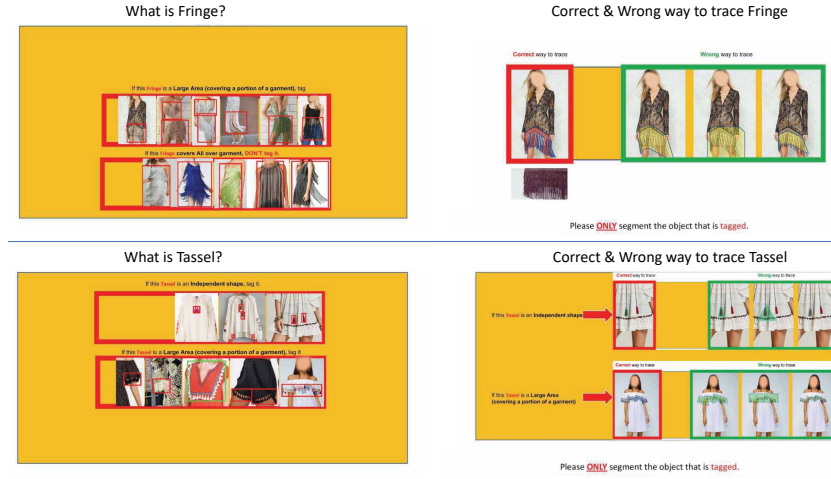 What is Fringe?
If this Fringe is a Large Area (covering a portion of a garment), tag
If this Fringe covers All over garment, DON'T tag it.
Correct & Wrong way to trace Fringe
Correct way to trace
Wrong way to trace
Please ONLY segment the object that is tagged.
What is Tassel?
If this Tassel is an Independent shape, tag it.
If this Tassel is a Large Area (covering a portion of a garment), tag it
Correct & Wrong way to trace Tassel
Correct way to trace
Wrong way to trace
If this Tassel is an Independent shape
Correct way to trace
Wrong way to trace
If this Tassel is a Large Area
(covering a portion of a garment)
Please ONLY segment the object that is tagged.